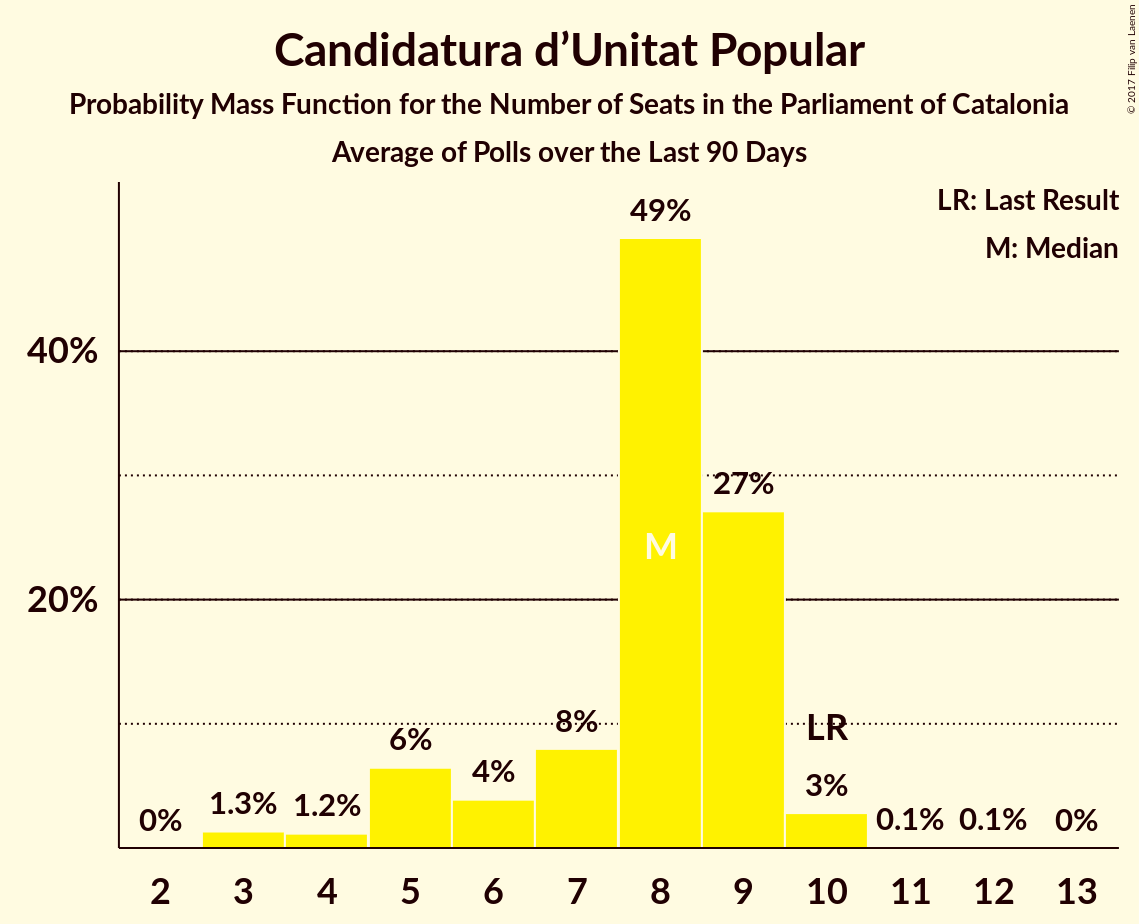 Candidatura d’Unitat Popular
Probability Mass Function for the Number of Seats in the Parliament of Catalonia
Average of Polls over the Last 90 Days
© 2017 Filip van Laenen
LR: Last Result
M: Median
40%
20%
0%
1.3%
1.2%
6%
4%
8%
49%
M
27%
LR
3%
0.1%
0.1%
0%
2 3 4 5 6 7 8 9 10 11 12 13